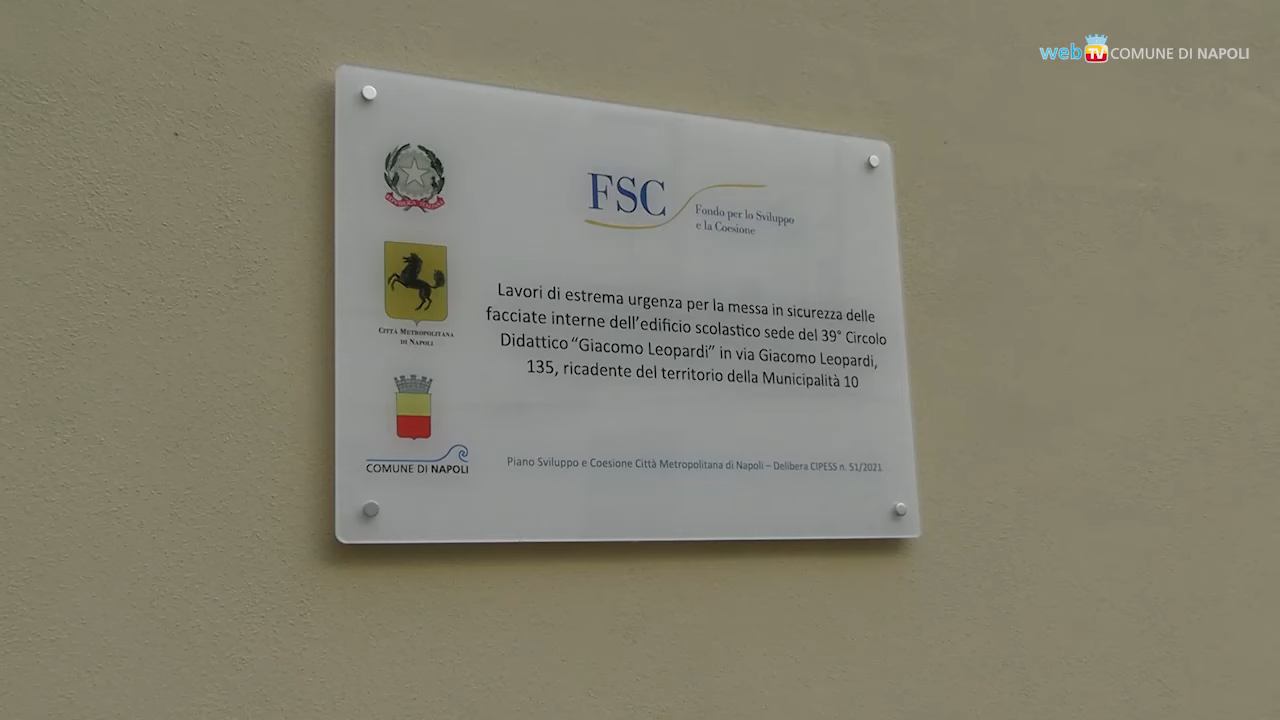 web TV COMUNE DI NAPOLI
FSC
Fondo per lo Sviluppo
e la Coesione
REPVBBLICA ITALIANA
CITTÀ METROPOLITANA
DI NAPOLI
COMUNE DI NAPOLI
Lavori di estrema urgenza per la messa in sicurezza delle
facciate interne dell'edificio scolastico sede del 39° Circolo
Didattico “Giacomo Leopardi” in via Giacomo Leopardi,
135, ricadente del territorio della Municipalità 10
Piano Sviluppo e Coesione Città Metropolitana di Napoli – Delibera CIPESS n. 51/2021